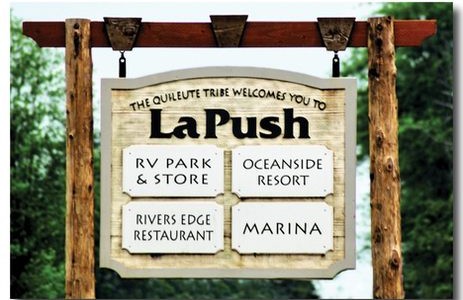 THE QUILEUTE TRIBE WELCOMES YOU TO
LaPush
RV PARK
& STORE
OCEANSIDE
RESORT
RIVERS EDGE
RESTAURANT
MARINA